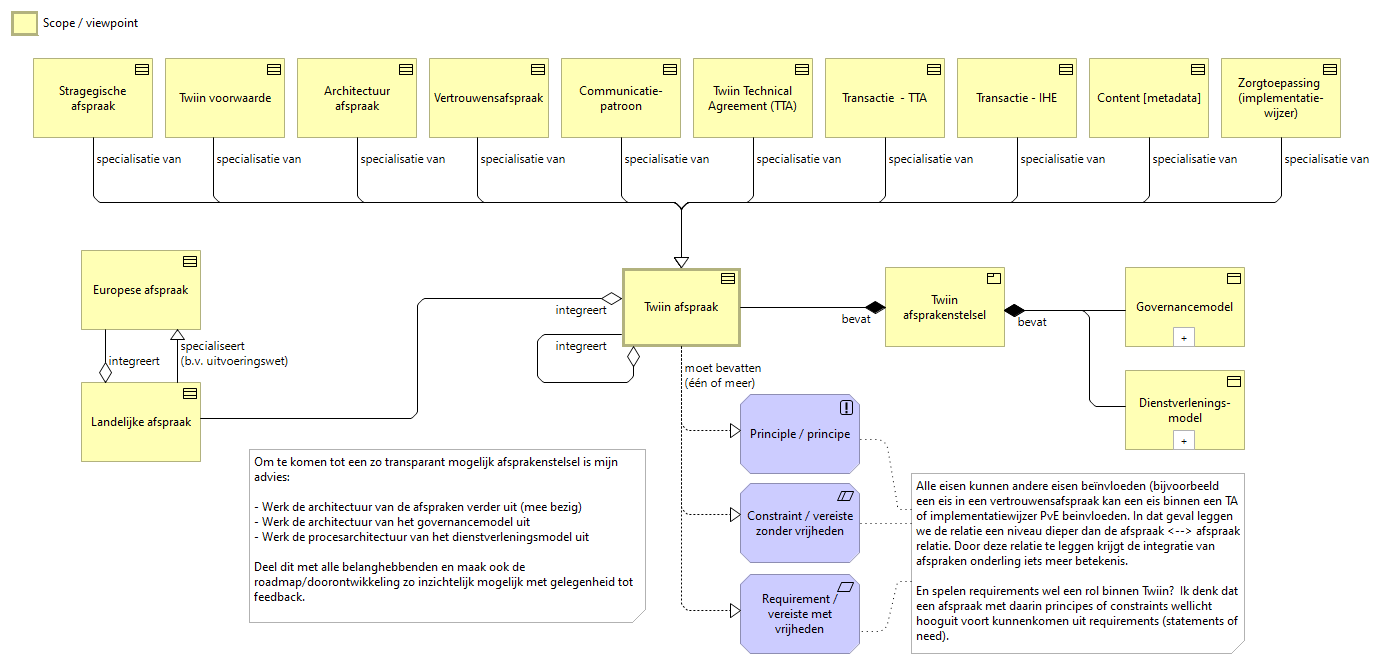 Scope / viewpoint
Stragegische
afspraak
Twiin voorwaarde
Architectuur
afspraak
Vertrouwensafspraak
Communicatie-
patroon
Twiin Technical
Agreement (TTA)
Transactie - TTA
Transactie - IHE
Content [metadata]
Zorgtoepassing
(implementatie-
wijzer)
specialisatie van
specialisatie van
specialisatie van
specialisatie van
specialisatie van
specialisatie van
specialisatie van
specialisatie van
specialisatie van
specialisatie van
Europese afspraak
integreert
specialiseert
(b.v. uitvoeringswet)
Landelijke afspraak
integreert
Twiin afspraak
integreert
bevat
Twiin
afsprakenstelsel
bevat
Governancemodel
+
Dienstverlenings-
model
+
moet bevatten
(één of meer)
Principle / principe
Constraint / vereiste
zonder vrijheden
Requirement /
vereiste met
vrijheden
Om te komen tot een zo transparant mogelijk afsprakenstelsel is mijn
advies:
- Werk de architectuur van de afspraken verder uit (mee bezig)
- Werk de architectuur van het governancemodel uit
- Werk de procesarchitectuur van het dienstverleningsmodel uit
Deel dit met alle belanghebbenden en maak ook de
roadmap/doorontwikkeling zo inzichtelijk mogelijk met gelegenheid tot
feedback.
Alle eisen kunnen andere eisen beïnvloeden (bijvoorbeeld
een eis in een vertrouwensafspraak kan een eis binnen een TA
of implementatiewijzer PvE beinvloeden. In dat geval leggen
we de relatie een niveau dieper dan de afspraak <--> afspraak
relatie. Door deze relatie te leggen krijgt de integratie van
afspraken onderling iets meer betekenis.
En spelen requirements wel een rol binnen Twiin? Ik denk dat
een afspraak met daarin principes of constraints wellicht
hooguit voort kunnenkomen uit requirements (statements of
need).